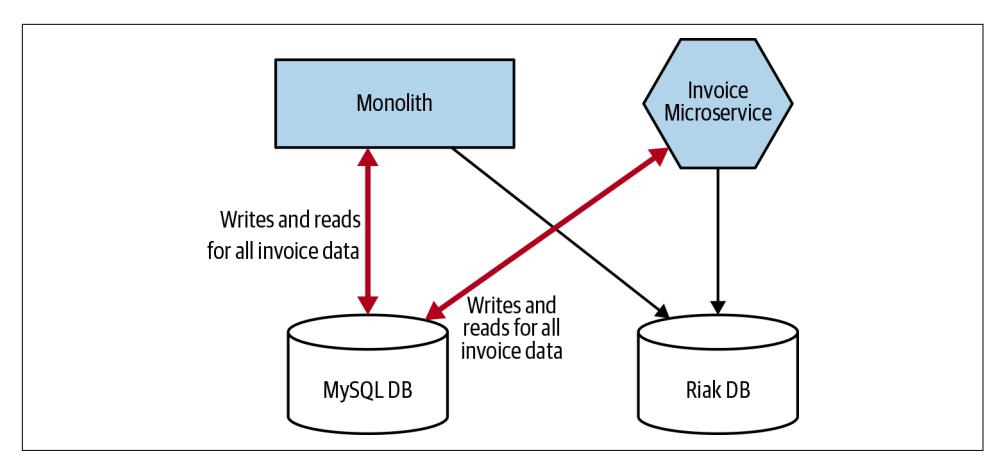 Monolith
Invoice
Microservice
Writes and reads
for all invoice data
Writes and
reads for all
invoice data
MySQL DB
Riak DB